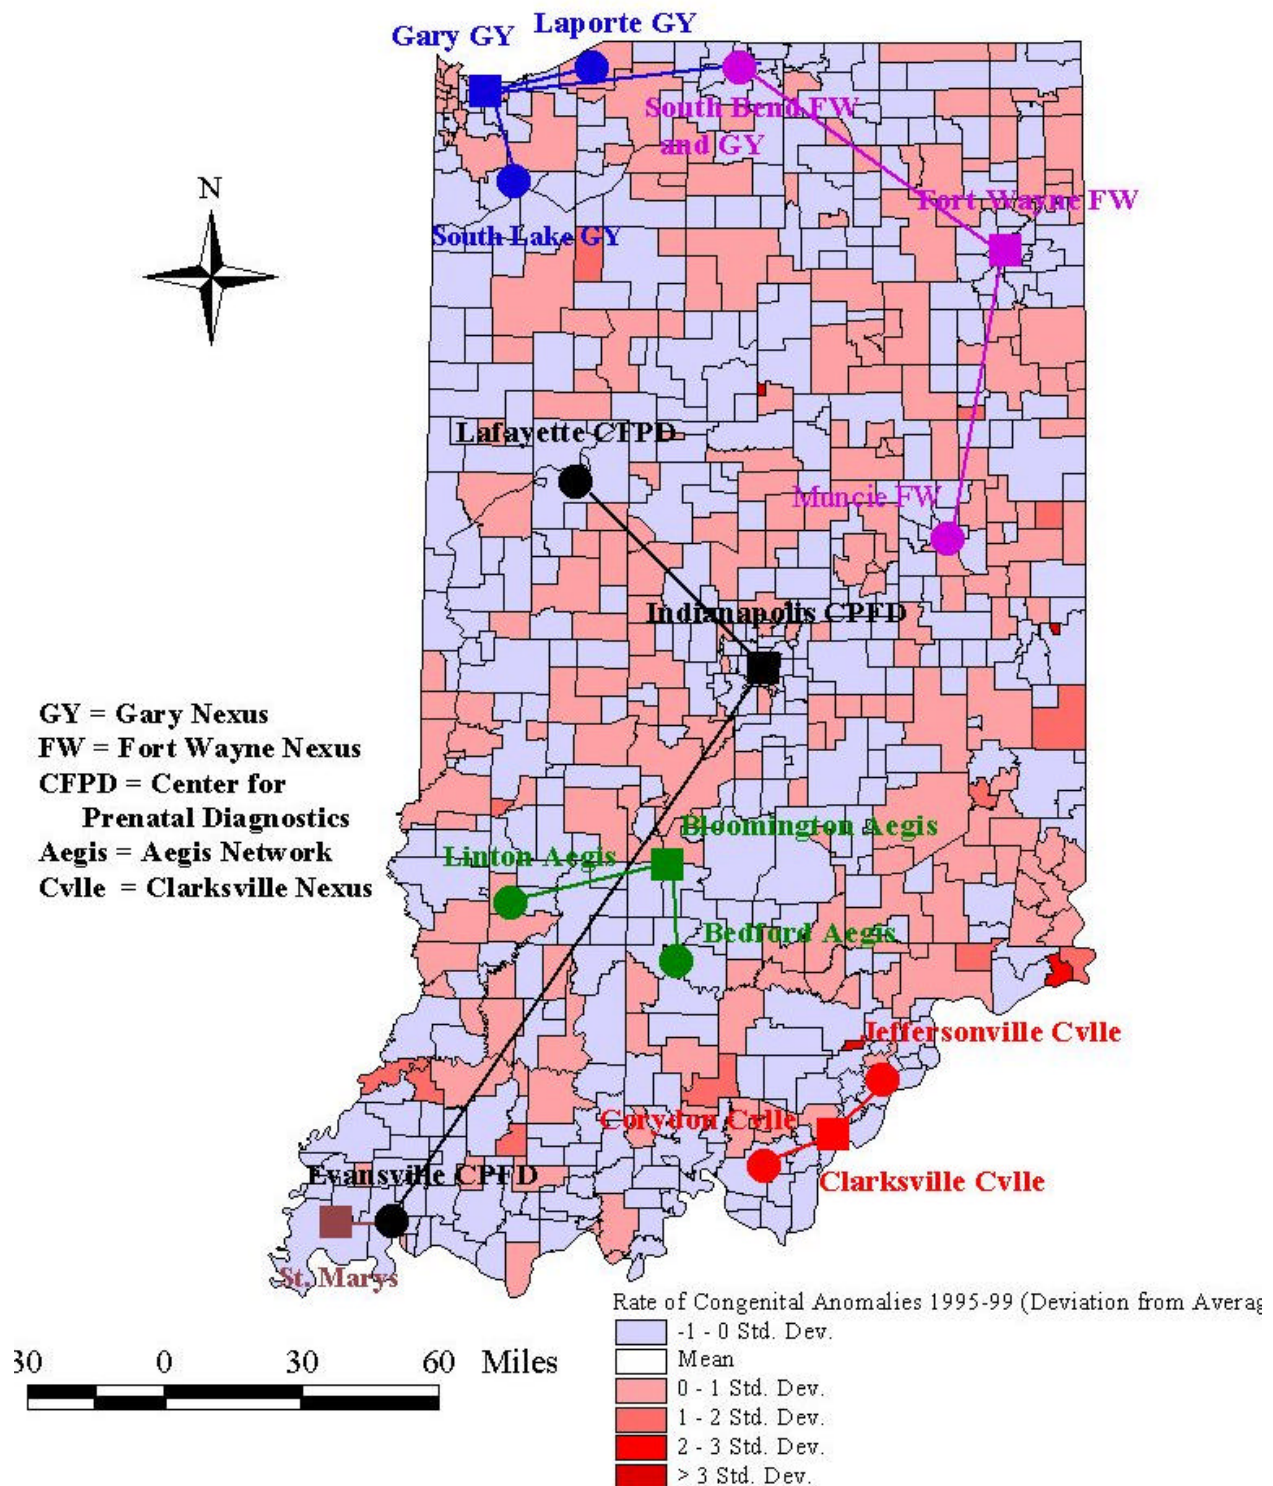 Laporte GY
Gary GY
South Bend FW
and GY
N
Fort Wayne FW
South Lake GY
Lafayette CFPD
Muncie FW
Indianapolis CPFD
GY = Gary Nexus
FW = Fort Wayne Nexus
CFPD = Center for
Prenatal Diagnostics
Aegis = Aegis Network
Cvlle = Clarksville Nexus
Bloomington Aegis
Linton Aegis
Bedford Aegis
Jeffersonville Cvlle
Corydon Cvlle
Clarksville Cvlle
Evansville CPFD
St. Marys
Rate of Congenital Anomalies 1995-99 (Deviation from Averag
-1 - 0 Std. Dev.
Mean
0 - 1 Std. Dev.
1 - 2 Std. Dev.
2 - 3 Std. Dev.
> 3 Std. Dev.
30 0 30 60 Miles